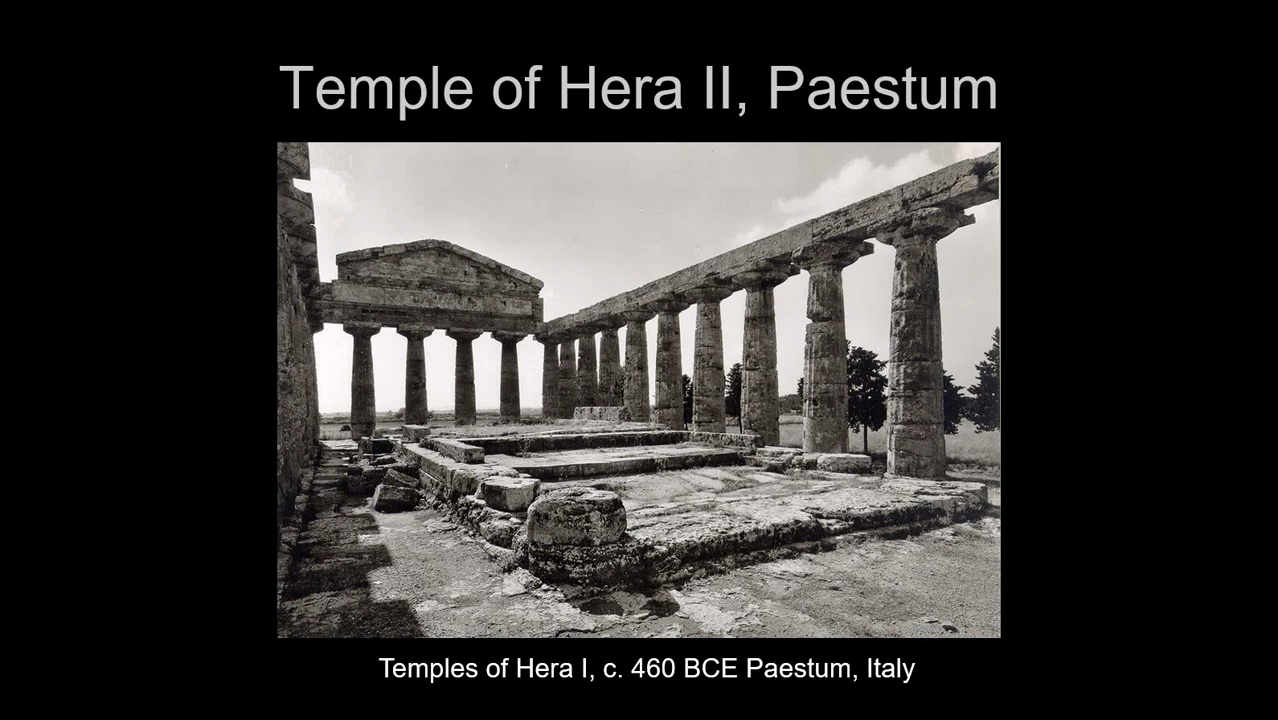 Temple of Hera II, Paestum
Temples of Hera I, c. 460 BCE Paestum, Italy